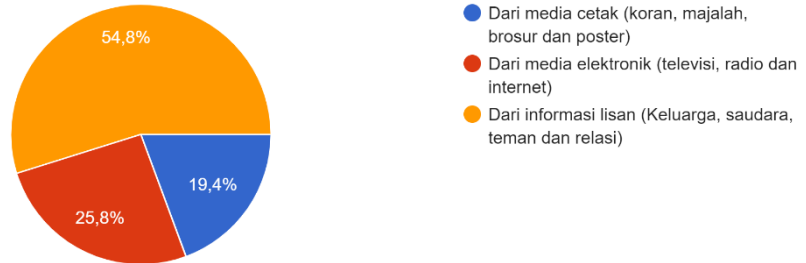 54,8%
25,8%
19,4%
Dari media cetak (koran, majalah,
brosur dan poster)
Dari media elektronik (televisi, radio dan
internet)
Dari informasi lisan (Keluarga, saudara,
teman dan relasi)